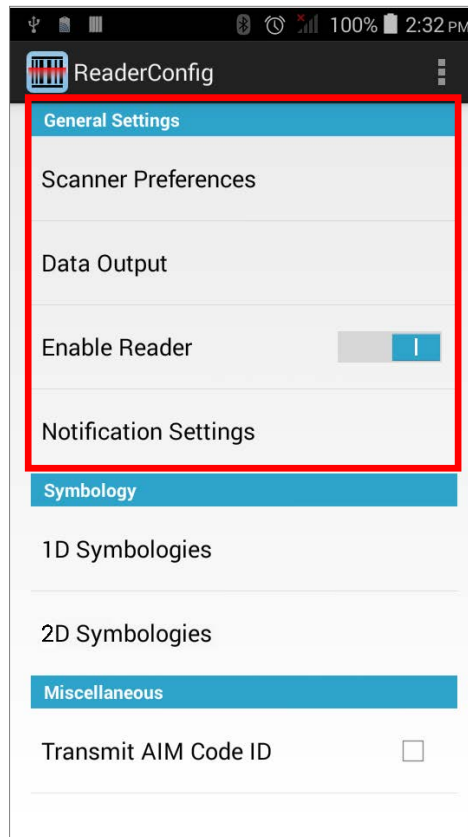 100% 2:32 PM
ReaderConfig
General Settings
Scanner Preferences
Data Output
Enable Reader
Notification Settings
Symbology
1D Symbologies
2D Symbologies
Miscellaneous
Transmit AIM Code ID